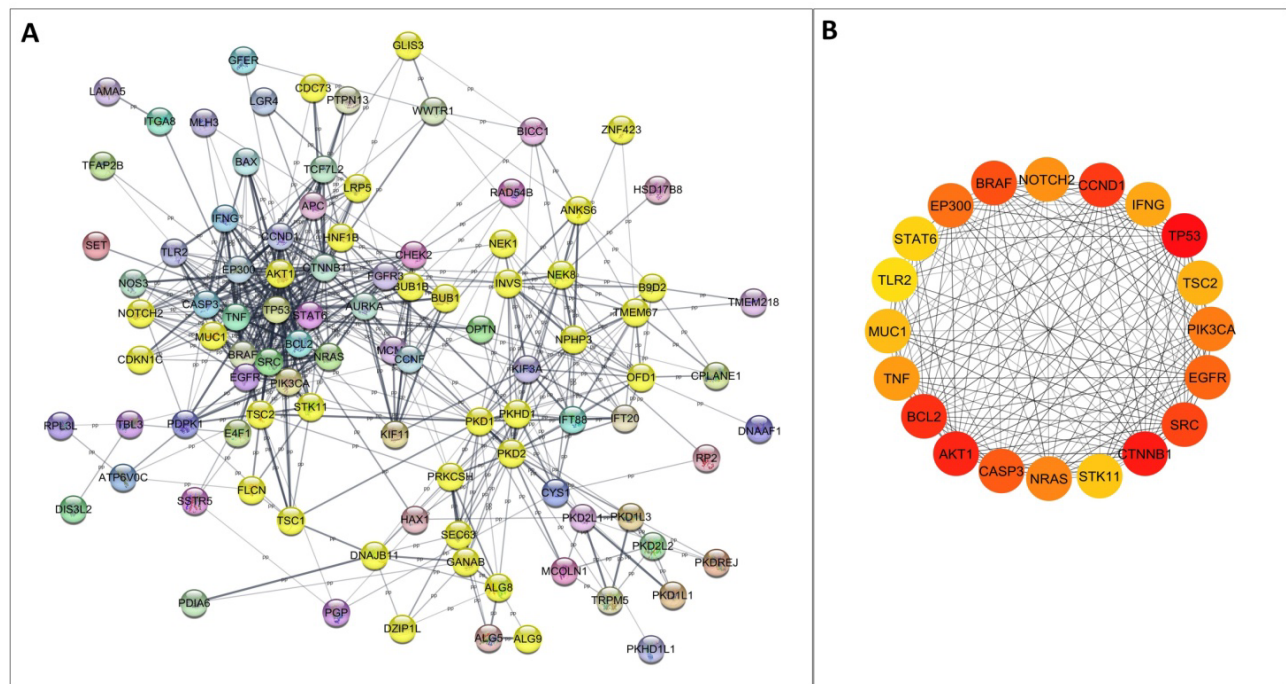 A
GLIS3
GFER
CDC73
PTPN13
LAMA5
LGR4
WWTR1
ITGA8
MLH3
BICC1
ZNF423
BAX
TCF7L2
TFAP2B
LRP5
RAD54B
HSD17B8
APC
IFNG
ANKS6
CCND1
HNF1B
NEK1
SET
TLR2
EP300
CTNNB1
CHEK2
AKT1
FGFR3
NOS3
INVS
NEK8
B9D2
CASP3
BUB1B
BUB1
TMEM218
NOTCH2
TNF
TP53
STAT6
AURKA
TMEM67
MUC1
OPTN
BCL2
NPHP3
CDKN1C
BRAF
SRC
NRAS
CCNF
KIF3A
OFD1
CPLANE1
EGFR
PIK3CA
STK11
PKHD1
IFT88
IFT20
RPL3L
TBL3
PDPK1
TSC2
E4F1
KIF11
PKD1
DNAAF1
PKD2
RP2
ATP6V0C
FLCN
PRKCSH
CYS1
DIS3L2
SSTR5
TSC1
HAX1
PKD2L1
PKD1L3
SEC63
PKD2L2
DNAJB11
GANAB
MCOLN1
PKDREJ
ALG8
TRPM5
PKD1L1
PDIA6
PGP
DZIP1L
ALG5
ALG9
PKHD1L1
B
NOTCH2
BRAF
CCND1
EP300
IFNG
STAT6
TP53
TLR2
TSC2
MUC1
PIK3CA
TNF
EGFR
BCL2
SRC
AKT1
CTNNB1
CASP3
NRAS
STK11